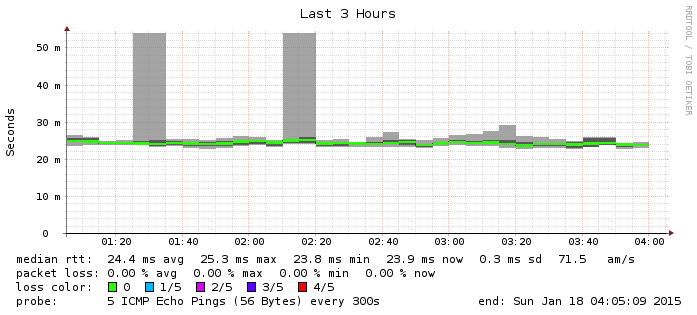 Last 3 Hours
RRDTOOL / TOBI OETIKER
Seconds
50 m
40 m
30 m
20 m
10 m
0
01:20 01:40 02:00 02:20 02:40 03:00 03:20 03:40 04:00
median rtt: 24.4 ms avg 25.3 ms max 23.8 ms min 23.9 ms now 0.3 ms sd 71.5 am/s
packet loss: 0.00 % avg 0.00 % max 0.00 % min 0.00 % now
loss color: 0 1/5 2/5 3/5 4/5
probe: 5 ICMP Echo Pings (56 Bytes) every 300s end: Sun Jan 18 04:05:09 2015